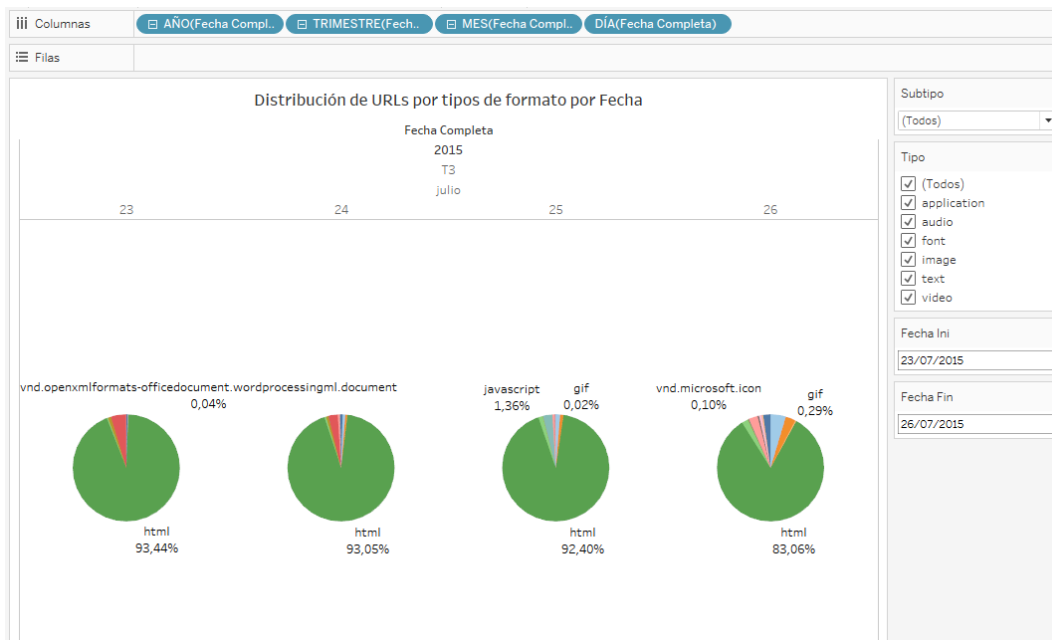 Columnas
AÑO(Fecha Compl..
TRIMESTRE(Fech..
MES(Fecha Compl..
DÍA(Fecha Completa)
Filas
Distribución de URLs por tipos de formato por Fecha
Fecha Completa
2015
T3
julio
23 24 25 26
vnd.openxmlformats-officedocument.wordprocessingml.document
0,04%
html
93,44%
html
93,05%
javascript
1,36%
gif
0,02%
html
92,40%
vnd.microsoft.icon
0,10%
gif
0,29%
html
83,06%
Subtipo
(Todos)
Tipo
(Todos)
application
audio
font
image
text
video
Fecha Ini
23/07/2015
Fecha Fin
26/07/2015